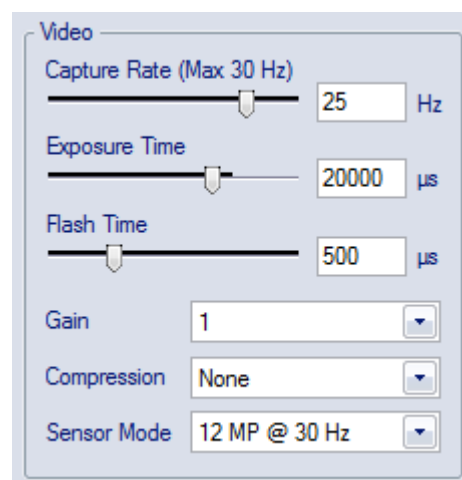 Video
Capture Rate (Max 30 Hz)
25 Hz
Exposure Time
20000 µs
Flash Time
500 µs
Gain 1
Compression None
Sensor Mode 12 MP @ 30 Hz